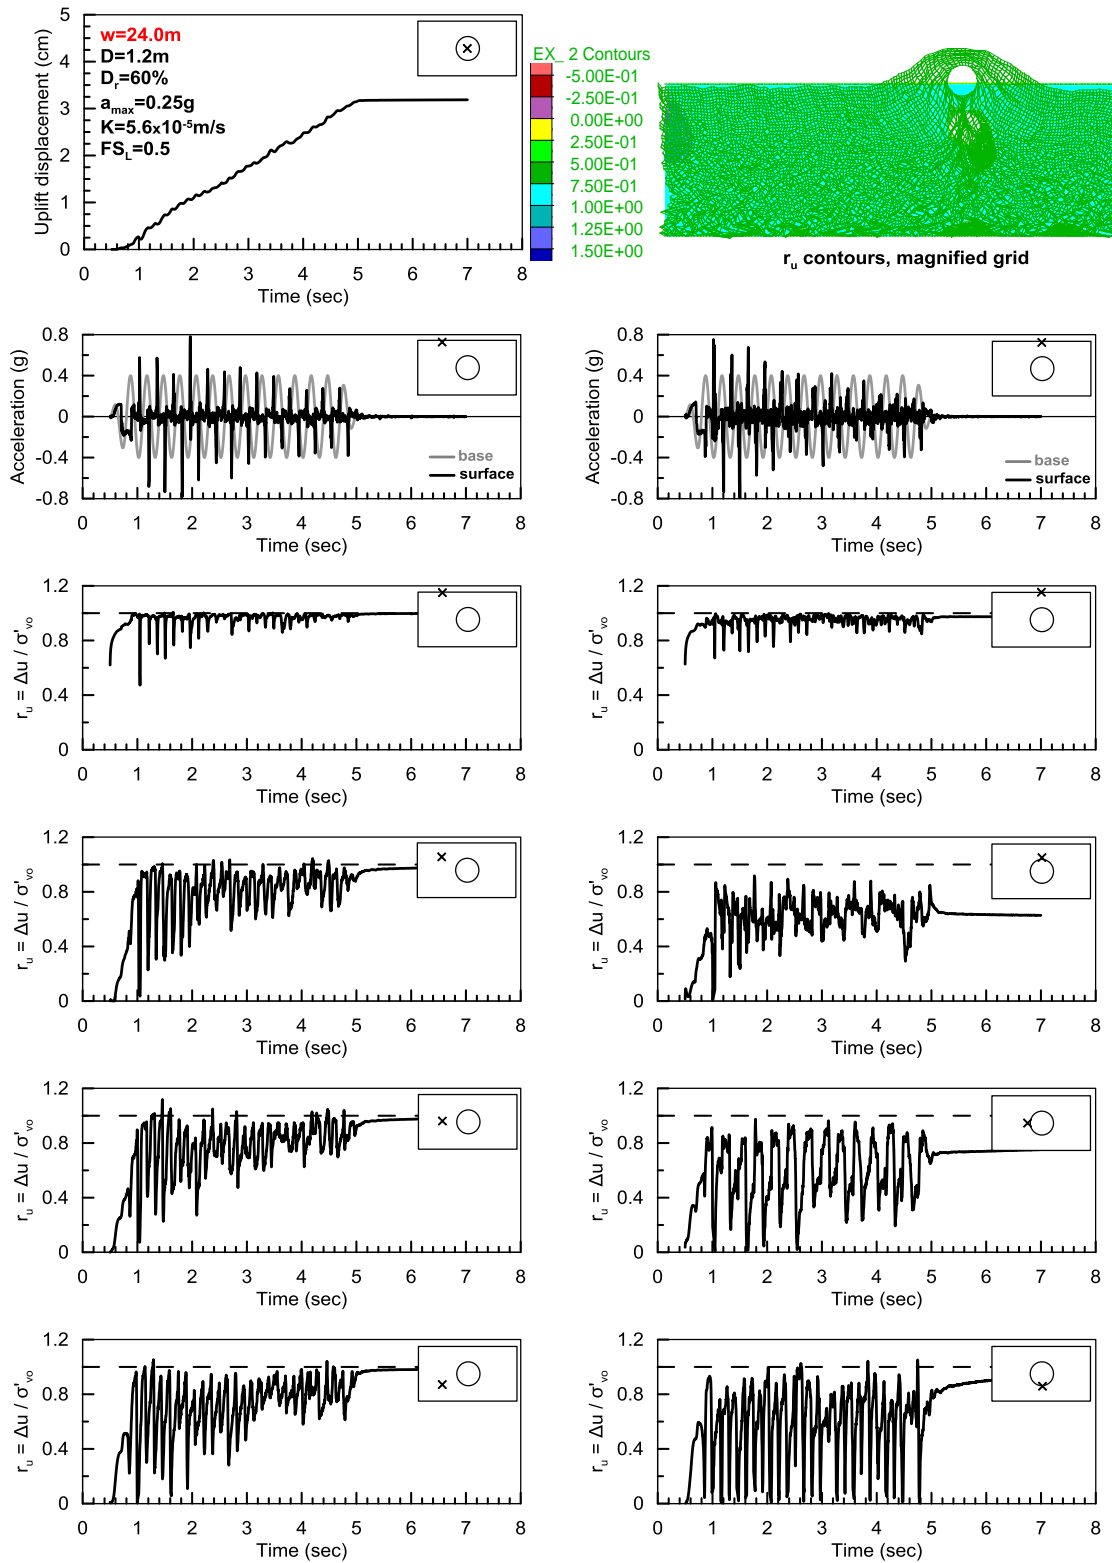 5
4
3
2
1
0
Uplift displacement (cm)
w=24.0m
D=1.2m
Dr=60%
amax=0.25g
K=5.6x10-5m/s
FSL=0.5
0 1 2 3 4 5 6 7 8
Time (sec)
EX_ 2 Contours
-5.00E-01
-2.50E-01
0.00E+00
2.50E-01
5.00E-01
7.50E-01
1.00E+00
1.25E+00
1.50E+00
ru contours, magnified grid
0.8
0.4
0
-0.4
-0.8
Acceleration (g)
base
surface
0 1 2 3 4 5 6 7 8
Time (sec)
0.8
0.4
0
-0.4
-0.8
Acceleration (g)
base
surface
0 1 2 3 4 5 6 7 8
Time (sec)
1.2
0.8
0.4
0
ru = Δu / σ'vo
0 1 2 3 4 5 6 7 8
Time (sec)
1.2
0.8
0.4
0
ru = Δu / σ'vo
0 1 2 3 4 5 6 7 8
Time (sec)
1.2
0.8
0.4
0
ru = Δu / σ'vo
0 1 2 3 4 5 6 7 8
Time (sec)
1.2
0.8
0.4
0
ru = Δu / σ'vo
0 1 2 3 4 5 6 7 8
Time (sec)
1.2
0.8
0.4
0
ru = Δu / σ'vo
0 1 2 3 4 5 6 7 8
Time (sec)
1.2
0.8
0.4
0
ru = Δu / σ'vo
0 1 2 3 4 5 6 7 8
Time (sec)
1.2
0.8
0.4
0
ru = Δu / σ'vo
0 1 2 3 4 5 6 7 8
Time (sec)
1.2
0.8
0.4
0
ru = Δu / σ'vo
0 1 2 3 4 5 6 7 8
Time (sec)